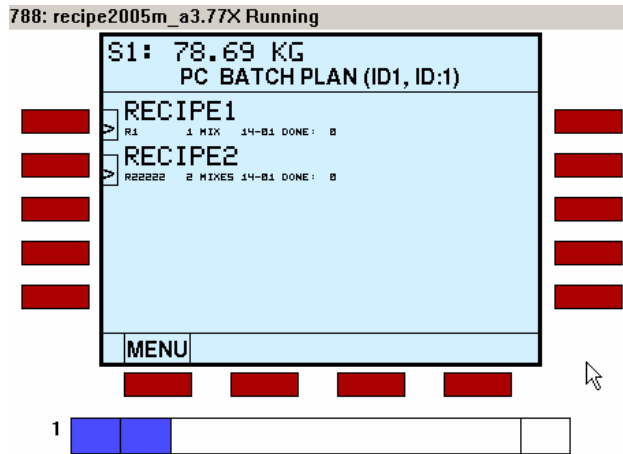 788: recipe2005m_a3.77X Running
S1: 78.69 KG
PC BATCH PLAN (ID1, ID:1)
RECIPE1
> R1 1 MIX 14-01 DONE: 0
RECIPE2
> R22222 2 MIXES 14-01 DONE: 0
MENU
1